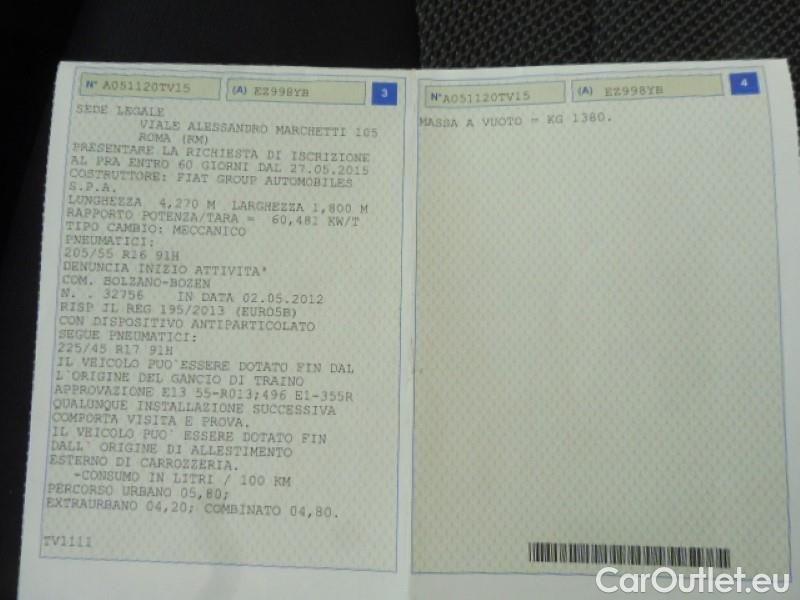 N° A051120TV15 (A) EZ998YB 3
SEDE LEGALE
VIALE ALESSANDRO MARCHETTI 105
ROMA (RM)
PRESENTARE LA RICHIESTA DI ISCRIZIONE
AL PRA ENTRO 60 GIORNI DAL 27.05.2015
COSTRUTTORE: FIAT GROUP AUTOMOBILES
S.P.A.
LUNGHEZZA 4,270 M LARGHEZZA 1,800 M
RAPPORTO POTENZA/TARA = 60,481 KW/T
TIPO CAMBIO: MECCANICO
PNEUMATICI:
205/55 R16 91H
DENUNCIA INIZIO ATTIVITA'
COM. BOLZANO-BOZEN
N. . 32756 IN DATA 02.05.2012
RISP IL REG 195/2013 (EURO5B)
CON DISPOSITIVO ANTIPARTICOLATO
SEGUE PNEUMATICI:
225/45 R17 91H
IL VEICOLO PUO`ESSERE DOTATO FIN DAL
L`ORIGINE DEL GANCIO DI TRAINO
APPROVAZIONE E13 55-R013;496 E1-355R
QUALUNQUE INSTALLAZIONE SUCCESSIVA
COMPORTA VISITA E PROVA.
IL VEICOLO PUO` ESSERE DOTATO FIN
DALL` ORIGINE DI ALLESTIMENTO
ESTERNO DI CARROZZERIA.
-CONSUMO IN LITRI / 100 KM
PERCORSO URBANO 05,80;
EXTRAURBANO 04,20; COMBINATO 04,80.
TV1111
N° A051120TV15 (A) EZ998YB 4
MASSA A VUOTO = KG 1380.
CarOutlet.eu